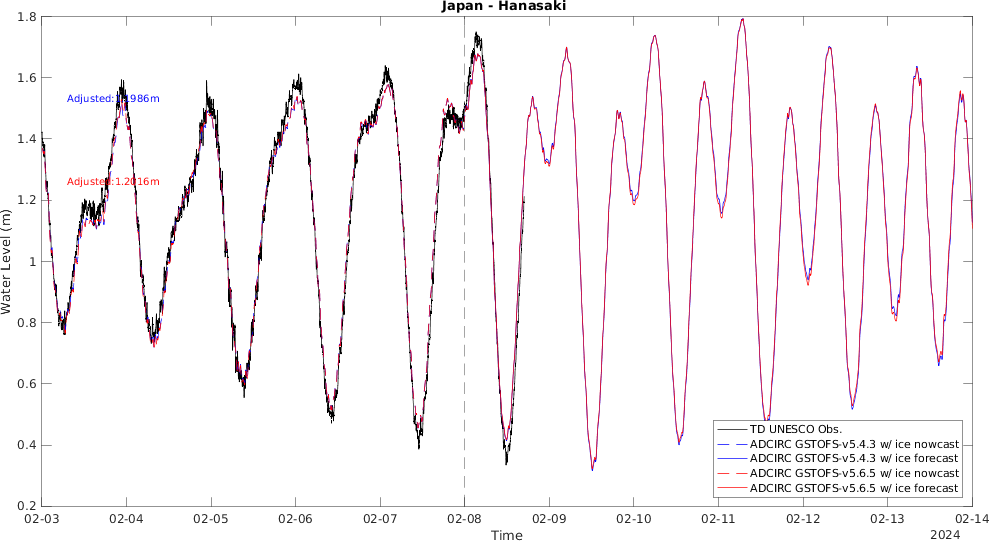 Japan - Hanasaki
1.8
1.6
1.4
1.2
1
0.8
0.6
0.4
0.2
Water Level (m)
Adjusted:
986m
Adjusted:1.2016m
TD UNESCO Obs.
ADCIRC GSTOFS-v5.4.3 w/ ice nowcast
ADCIRC GSTOFS-v5.4.3 w/ ice forecast
ADCIRC GSTOFS-v5.6.5 w/ ice nowcast
ADCIRC GSTOFS-v5.6.5 w/ ice forecast
02-03 02-04 02-05 02-06 02-07 02-08 02-09 02-10 02-11 02-12 02-13 02-14
Time
2024